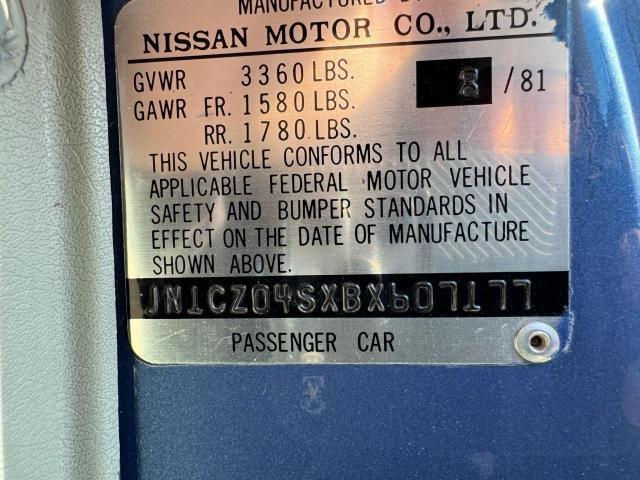 MANUFACTURED BY
NISSAN MOTOR CO., LTD.
GVWR 3360 LBS. 8 / 81
GAWR FR. 1580 LBS.
RR. 1780 LBS.
THIS VEHICLE CONFORMS TO ALL
APPLICABLE FEDERAL MOTOR VEHICLE
SAFETY AND BUMPER STANDARDS IN
EFFECT ON THE DATE OF MANUFACTURE
SHOWN ABOVE.
JN1CZ04SXBX607177
PASSENGER CAR